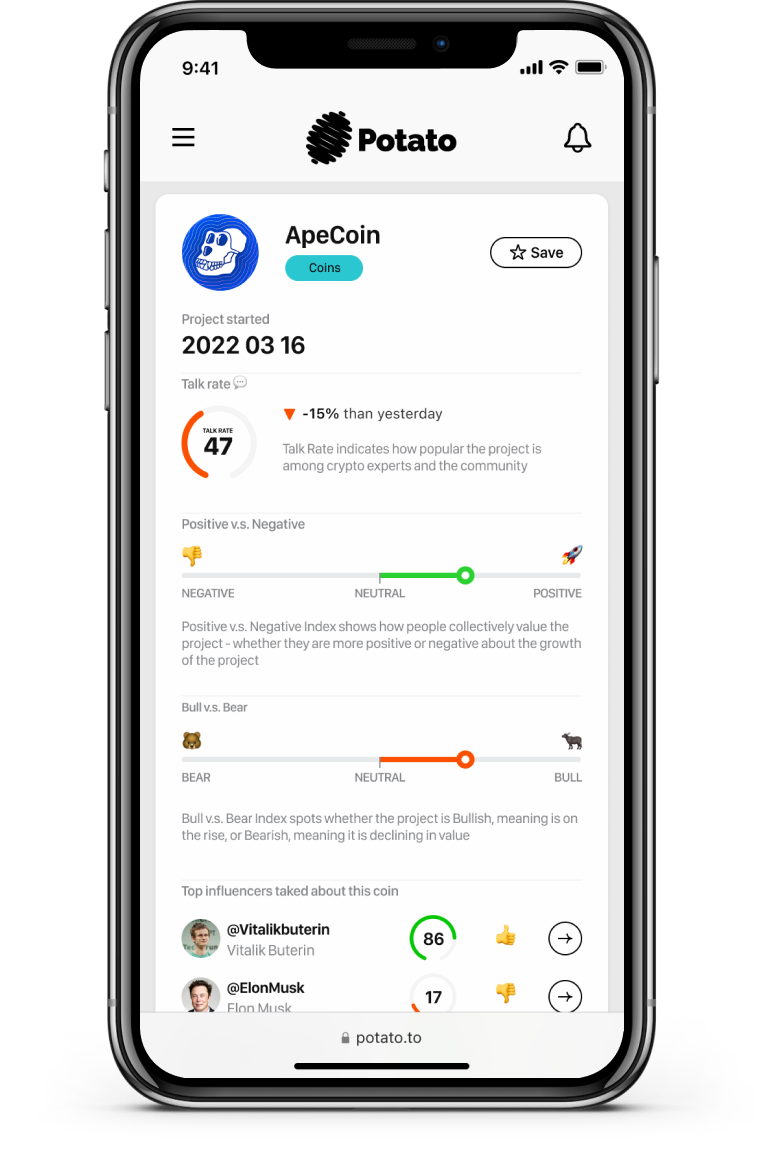 9:41
Potato
ApeCoin
Coins
Save
Project started
2022 03 16
Talk rate
TALK RATE
47
-15% than yesterday
Talk Rate indicates how popular the project is
among crypto experts and the community
Positive v.s. Negative
NEGATIVE NEUTRAL POSITIVE
Positive v.s. Negative Index shows how people collectively value the
project - whether they are more positive or negative about the growth
of the project
Bull v.s. Bear
BEAR NEUTRAL BULL
Bull v.s. Bear Index spots whether the project is Bullish, meaning is on
the rise, or Bearish, meaning it is declining in value
Top influencers taked about this coin
@Vitalikbuterin
Vitalik Buterin
86
@ElonMusk
Elon Musk
17
potato.to